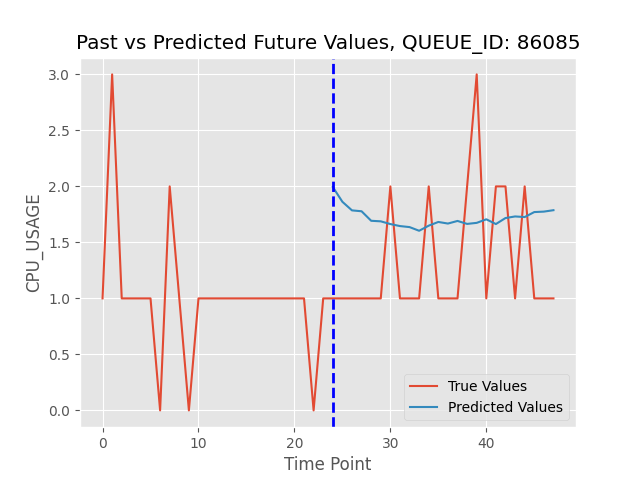 Past vs Predicted Future Values, QUEUE_ID: 86085
3.0
2.5
2.0
1.5
1.0
0.5
0.0
CPU_USAGE
True Values
Predicted Values
0 10 20 30 40
Time Point